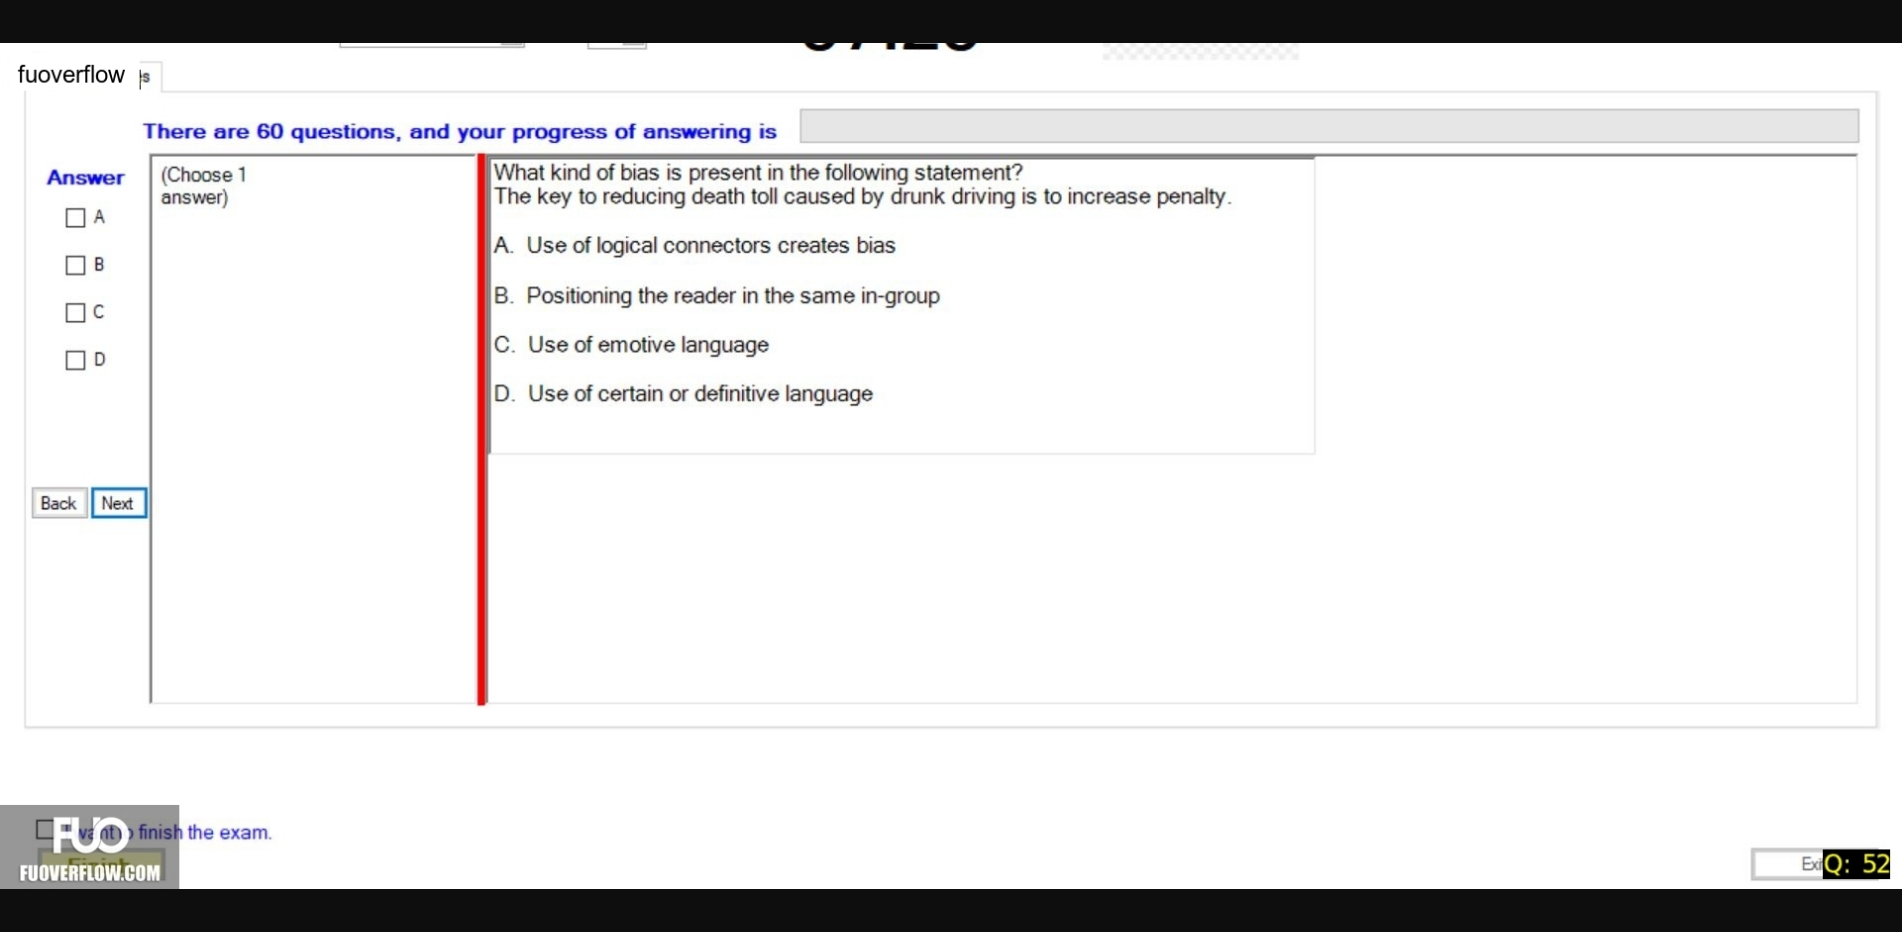 fuoverflow
There are 60 questions, and your progress of answering is
Answer
(Choose 1
answer)
A
B
C
D
What kind of bias is present in the following statement?
The key to reducing death toll caused by drunk driving is to increase penalty.
A. Use of logical connectors creates bias
B. Positioning the reader in the same in-group
C. Use of emotive language
D. Use of certain or definitive language
Back Next
want to finish the exam.
FUO
FUOVERFLOW.COM
Q: 52